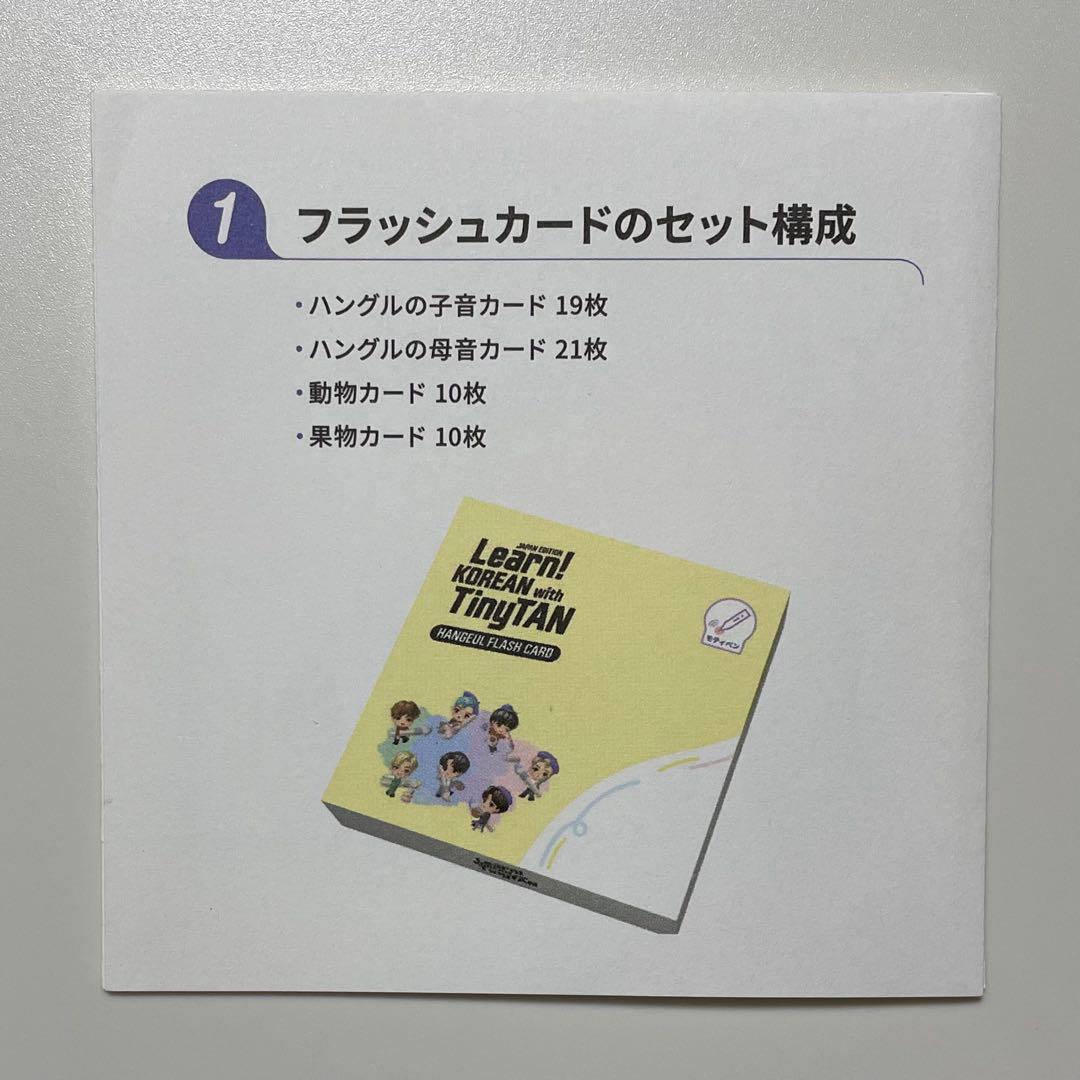 1 フラッシュカードのセット構成
・ハングルの子音カード 19枚
・ハングルの母音カード 21枚
・動物カード 10枚
・果物カード 10枚
JAPAN EDITION
Learn!
KOREAN with
TinyTAN
HANGEUL FLASH CARD
モティペン